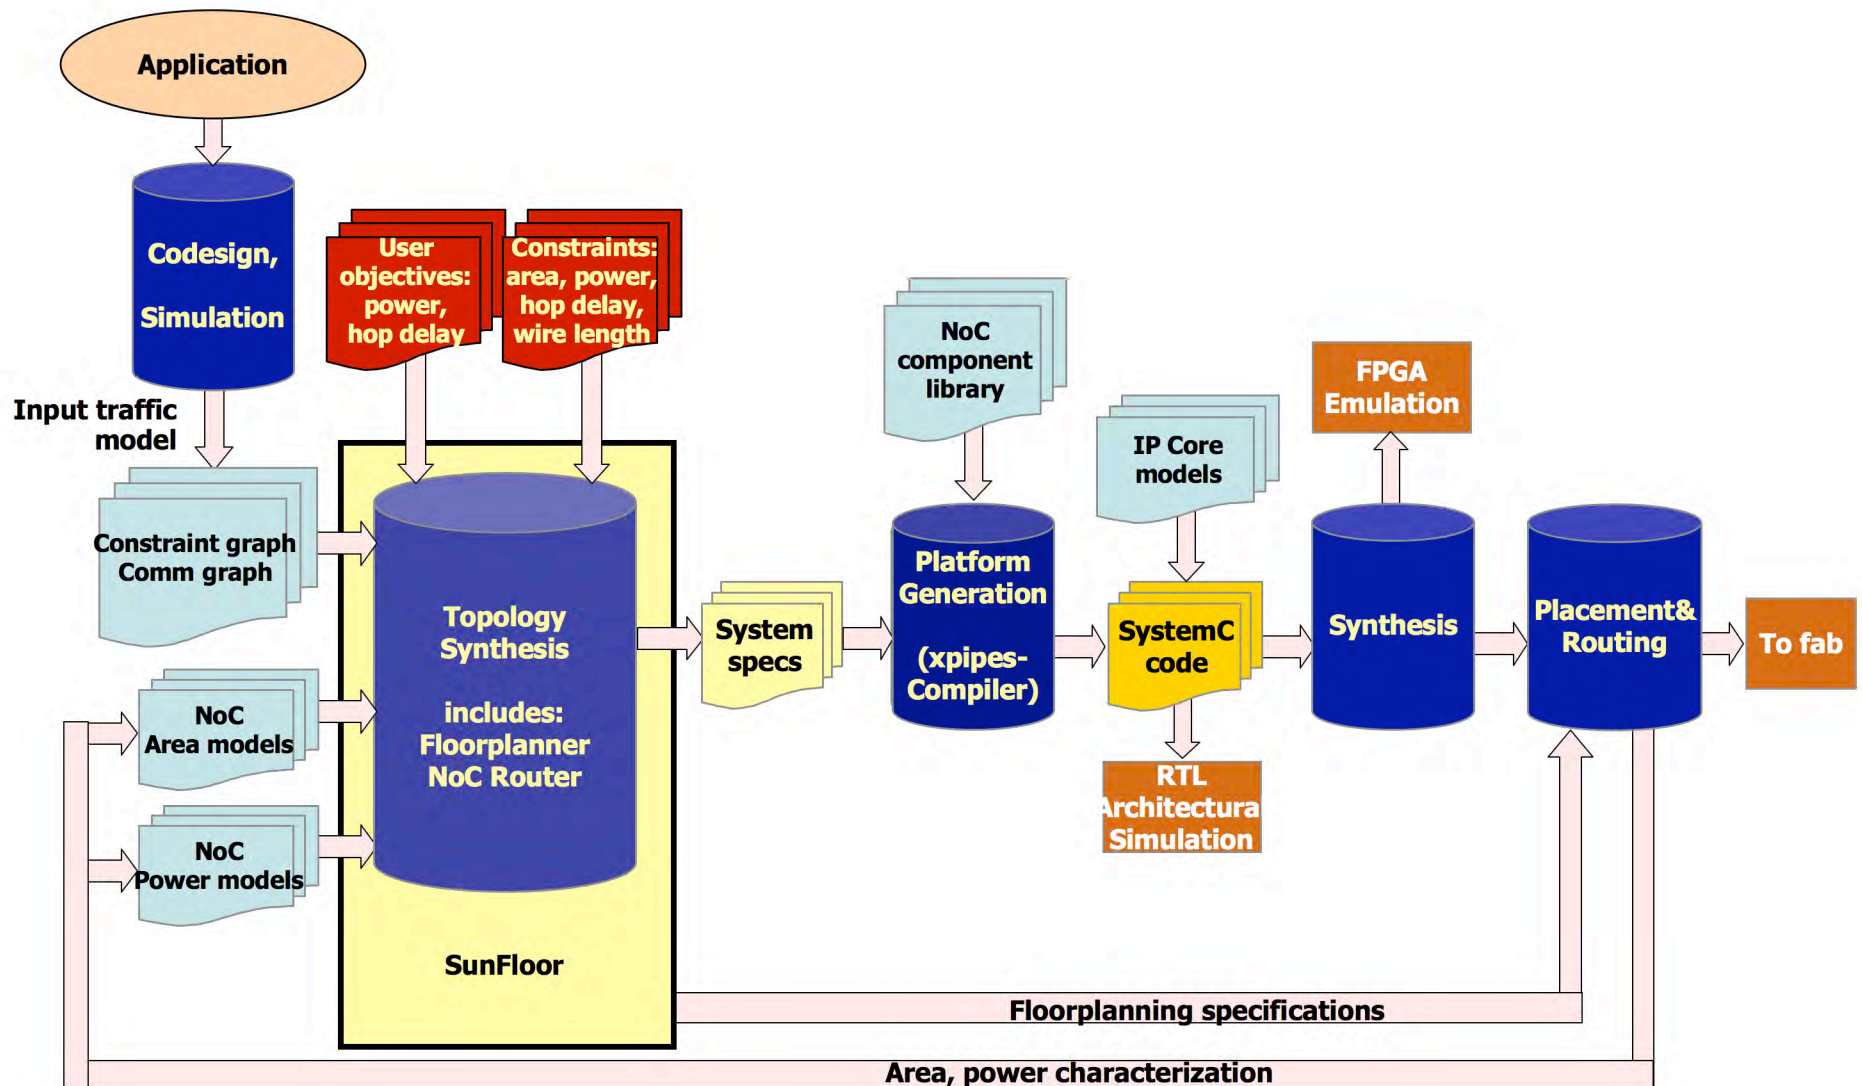 Application
Codesign,
Simulation
Input traffic
model
User
objectives:
power,
hop delay
Constraints:
area, power,
hop delay,
wire length
Constraint graph
Comm graph
NoC
Area models
NoC
Power models
Topology
Synthesis
includes:
Floorplanner
NoC Router
SunFloor
System
specs
NoC
component
library
Platform
Generation
(xpipes-
Compiler)
IP Core
models
SystemC
code
RTL
Architectura
Simulation
FPGA
Emulation
Synthesis
Placement&
Routing
To fab
Floorplanning specifications
Area, power characterization